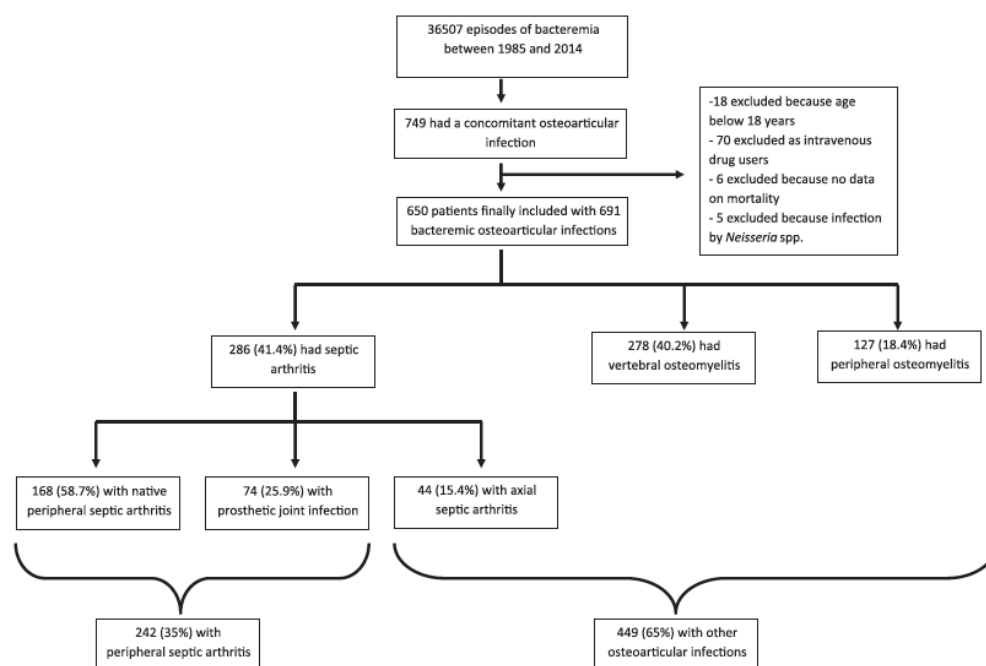 36507 episodes of bacteremia
between 1985 and 2014
749 had a concomitant osteoarticular
infection
-18 excluded because age
below 18 years
- 70 excluded as intravenous
drug users
- 6 excluded because no data
on mortality
- 5 excluded because infection
by Neisseria spp.
650 patients finally included with 691
bacteremic osteoarticular infections
286 (41.4%) had septic
arthritis
278 (40.2%) had
vertebral osteomyelitis
127 (18.4%) had
peripheral osteomyelitis
168 (58.7%) with native
peripheral septic arthritis
74 (25.9%) with
prosthetic joint infection
44 (15.4%) with axial
septic arthritis
242 (35%) with
peripheral septic arthritis
449 (65%) with other
osteoarticular infections